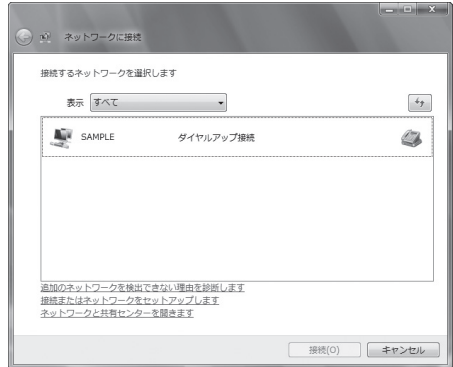 ネットワークに接続
接続するネットワークを選択します
表示 すべて
SAMPLE ダイヤルアップ接続
追加のネットワークを検出できない理由を診断します
接続またはネットワークをセットアップします
ネットワークと共有センターを開きます
接続(O) キャンセル